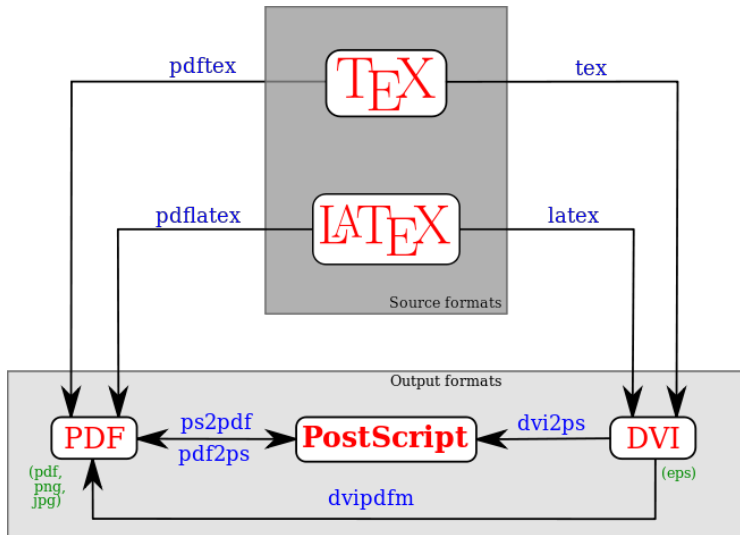 pdftex
TEX
tex
pdflatex
LATEX
latex
Source formats
Output formats
PDF
ps2pdf
pdf2ps
PostScript
dvi2ps
DVI
(pdf,
png,
jpg)
(eps)
dvipdfm